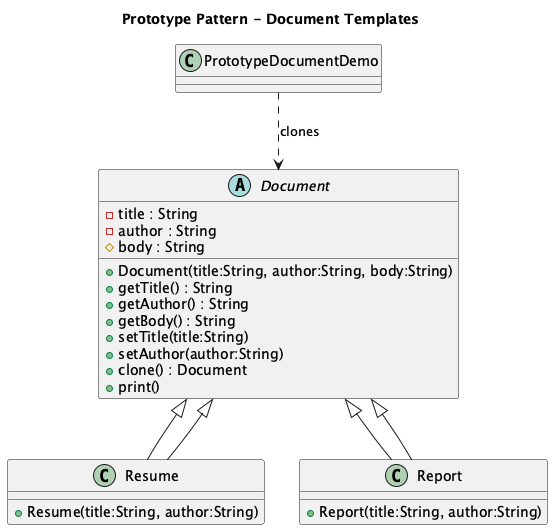 Prototype Pattern - Document Templates
C PrototypeDocumentDemo
clones
A Document
title : String
author : String
body : String
Document(title:String, author:String, body:String)
getTitle() : String
getAuthor() : String
getBody() : String
setTitle(title:String)
setAuthor(author:String)
clone() : Document
print()
C Resume
Resume(title:String, author:String)
C Report
Report(title:String, author:String)